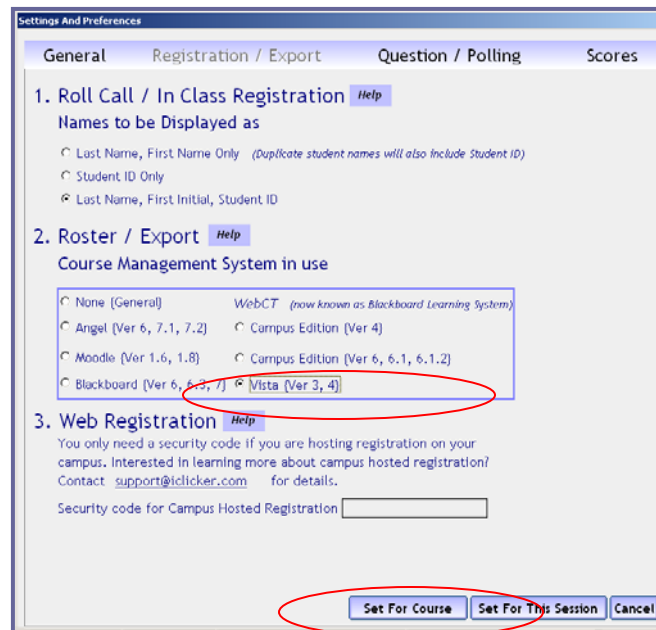 Settings And Preferences
General Registration / Export Question / Polling Scores
1. Roll Call / In Class Registration Help
Names to be Displayed as
Last Name, First Name Only (Duplicate student names will also include Student ID)
Student ID Only
Last Name, First Initial, Student ID
2. Roster / Export Help
Course Management System in use
None (General) WebCT (now known as Blackboard Learning System)
Angel (Ver 6, 7.1, 7.2) Campus Edition (Ver 4)
Moodle (Ver 1.6, 1.8) Campus Edition (Ver 6, 6.1, 6.1.2)
Blackboard (Ver 6, 6.3, 7) Vista (Ver 3, 4)
3. Web Registration Help
You only need a security code if you are hosting registration on your
campus. Interested in learning more about campus hosted registration?
Contact support@iclicker.com for details.
Security code for Campus Hosted Registration
Set For Course Set For This Session Cancel